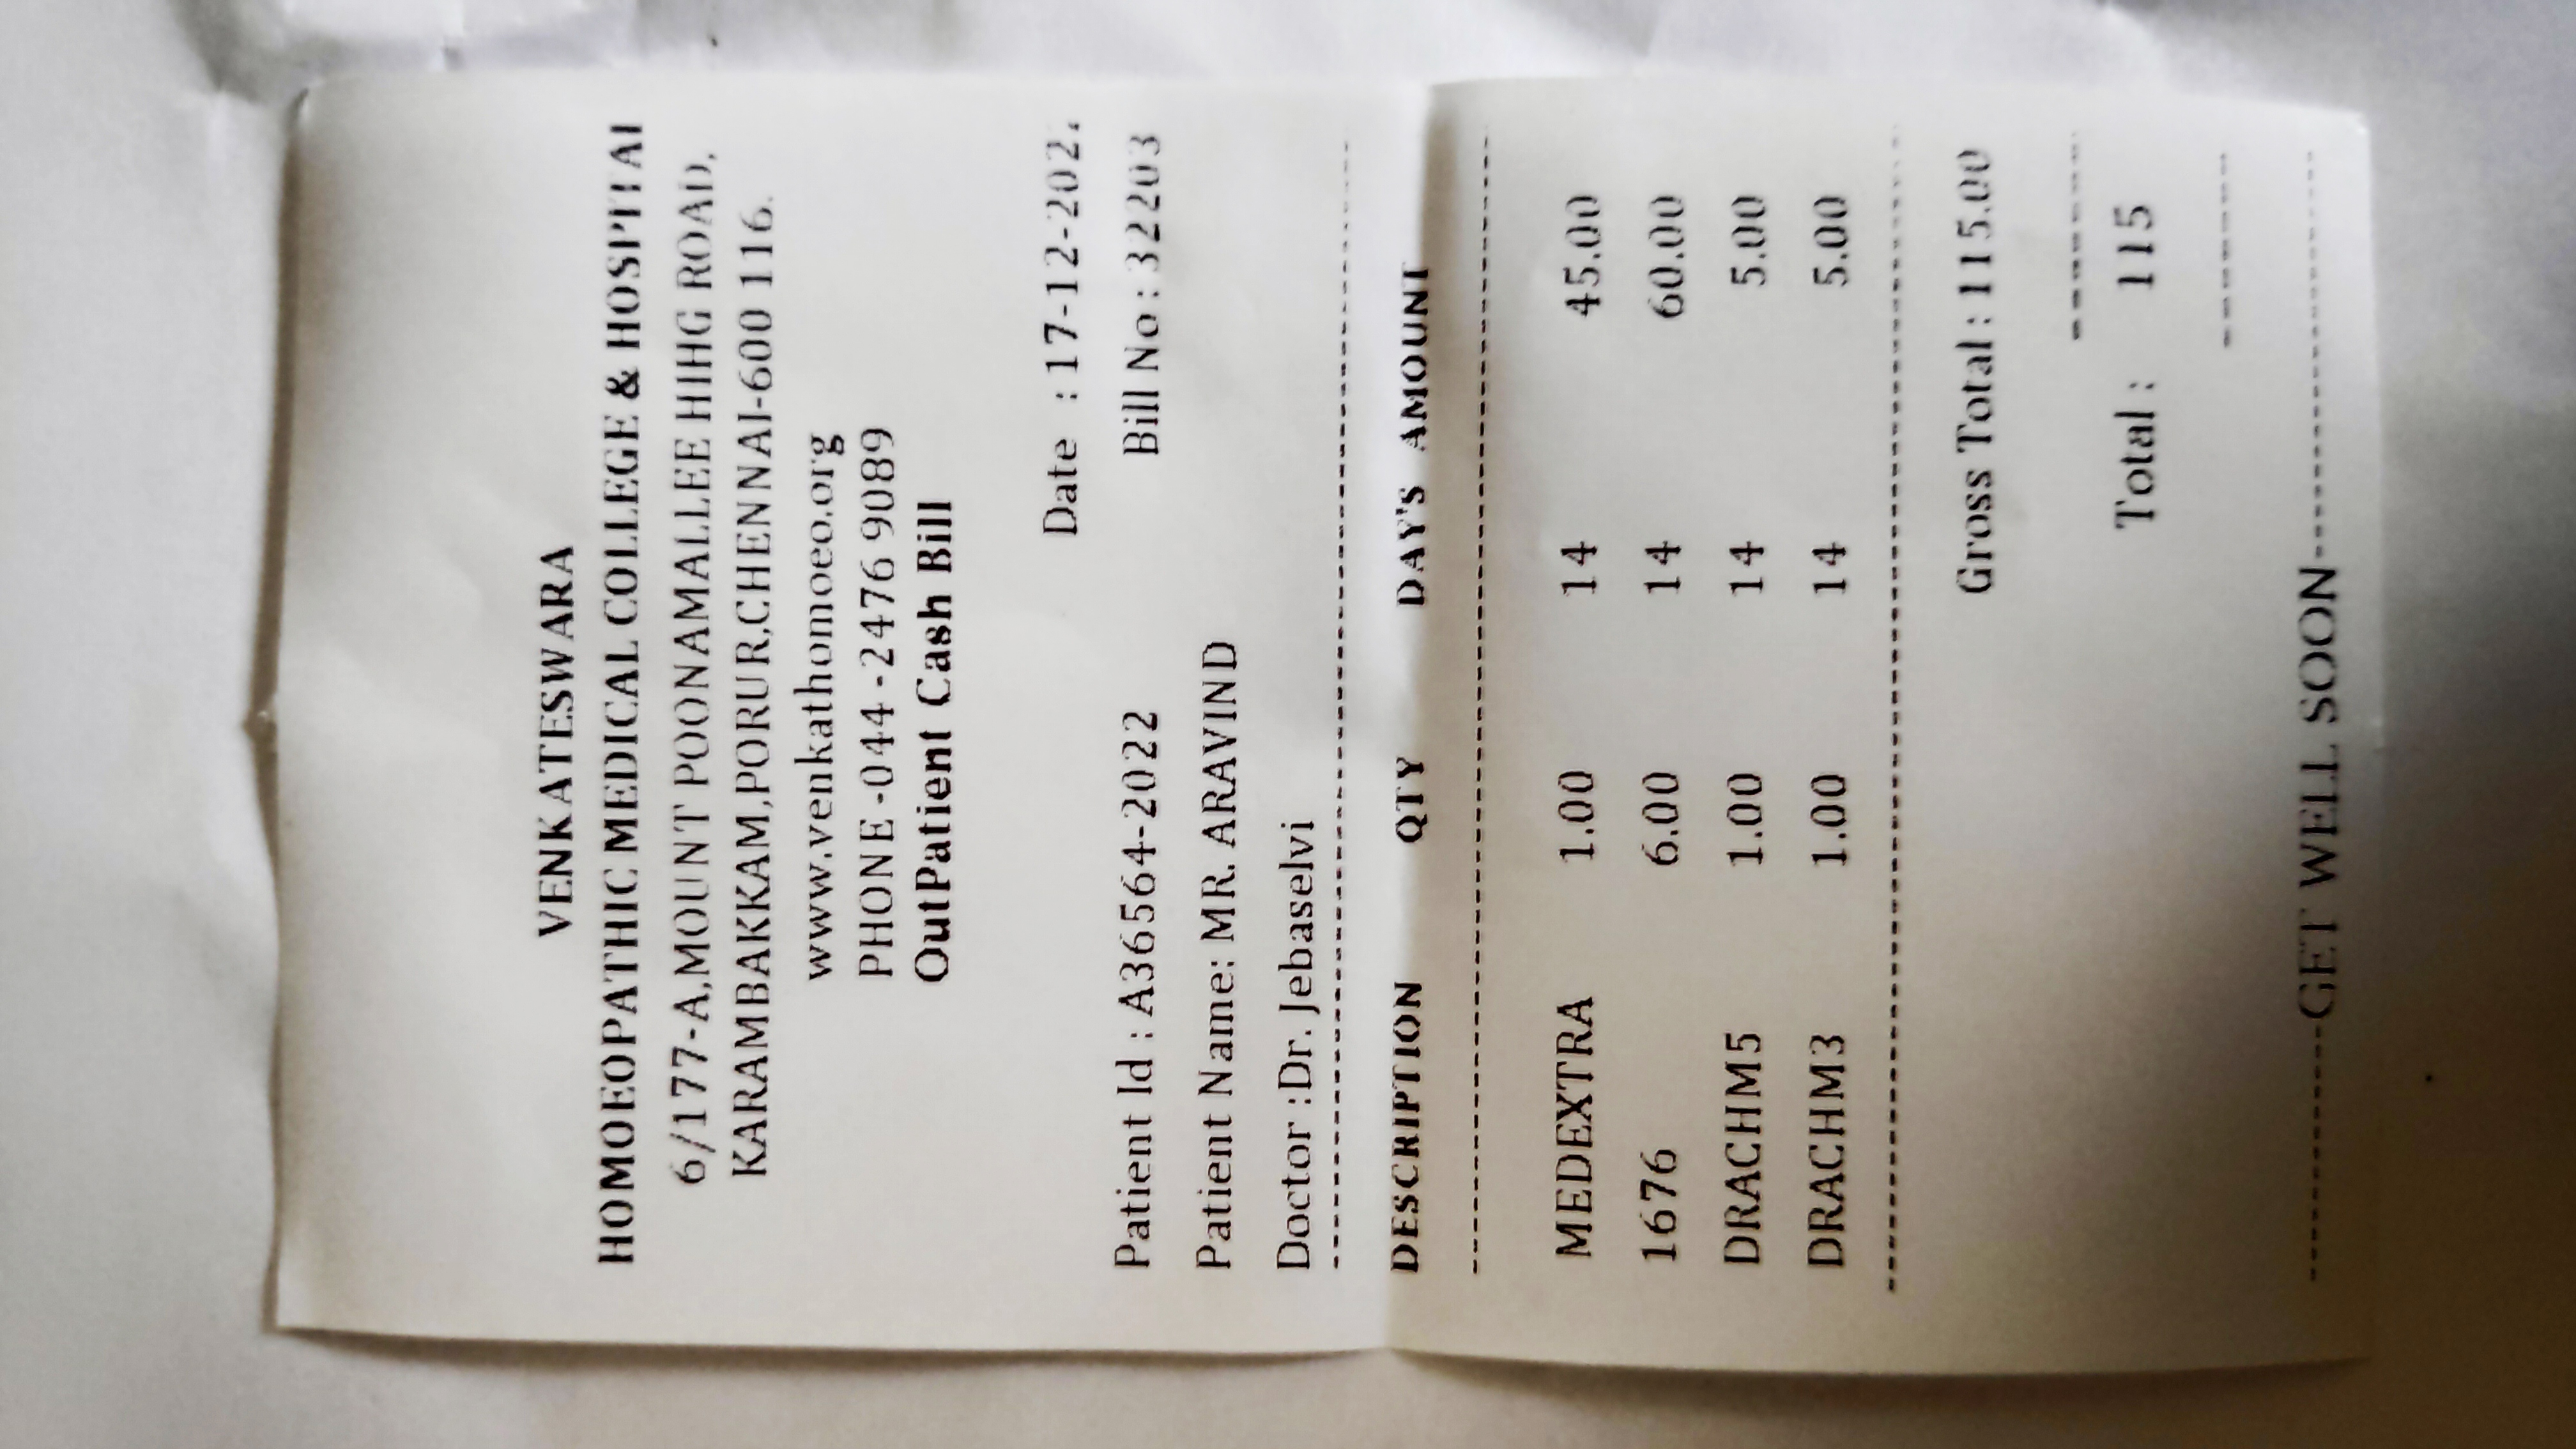 VENKATESWARA
HOMOEOPATHIC MEDICAL COLLEGE & HOSPITAL
6/177-A,MOUNT POONAMALLEE HIHG ROAD,
KARAMBAKKAM,PORUR,CHENNAI-600 116.
www.venkathomoeo.org
PHONE -044 -2476 9089
OutPatient Cash Bill
Date : 17-12-202
Patient Id : A36564-2022 Bill No : 32203
Patient Name: MR. ARAVIND
Doctor :Dr. Jebaselvi
DESCRIPTION QTY DAY'S AMOUNT
MEDEXTRA 1.00 14 45.00
1676 6.00 14 60.00
DRACHM5 1.00 14 5.00
DRACHM3 1.00 14 5.00
Gross Total : 115.00
Total : 115
----------GET WELL SOON----------